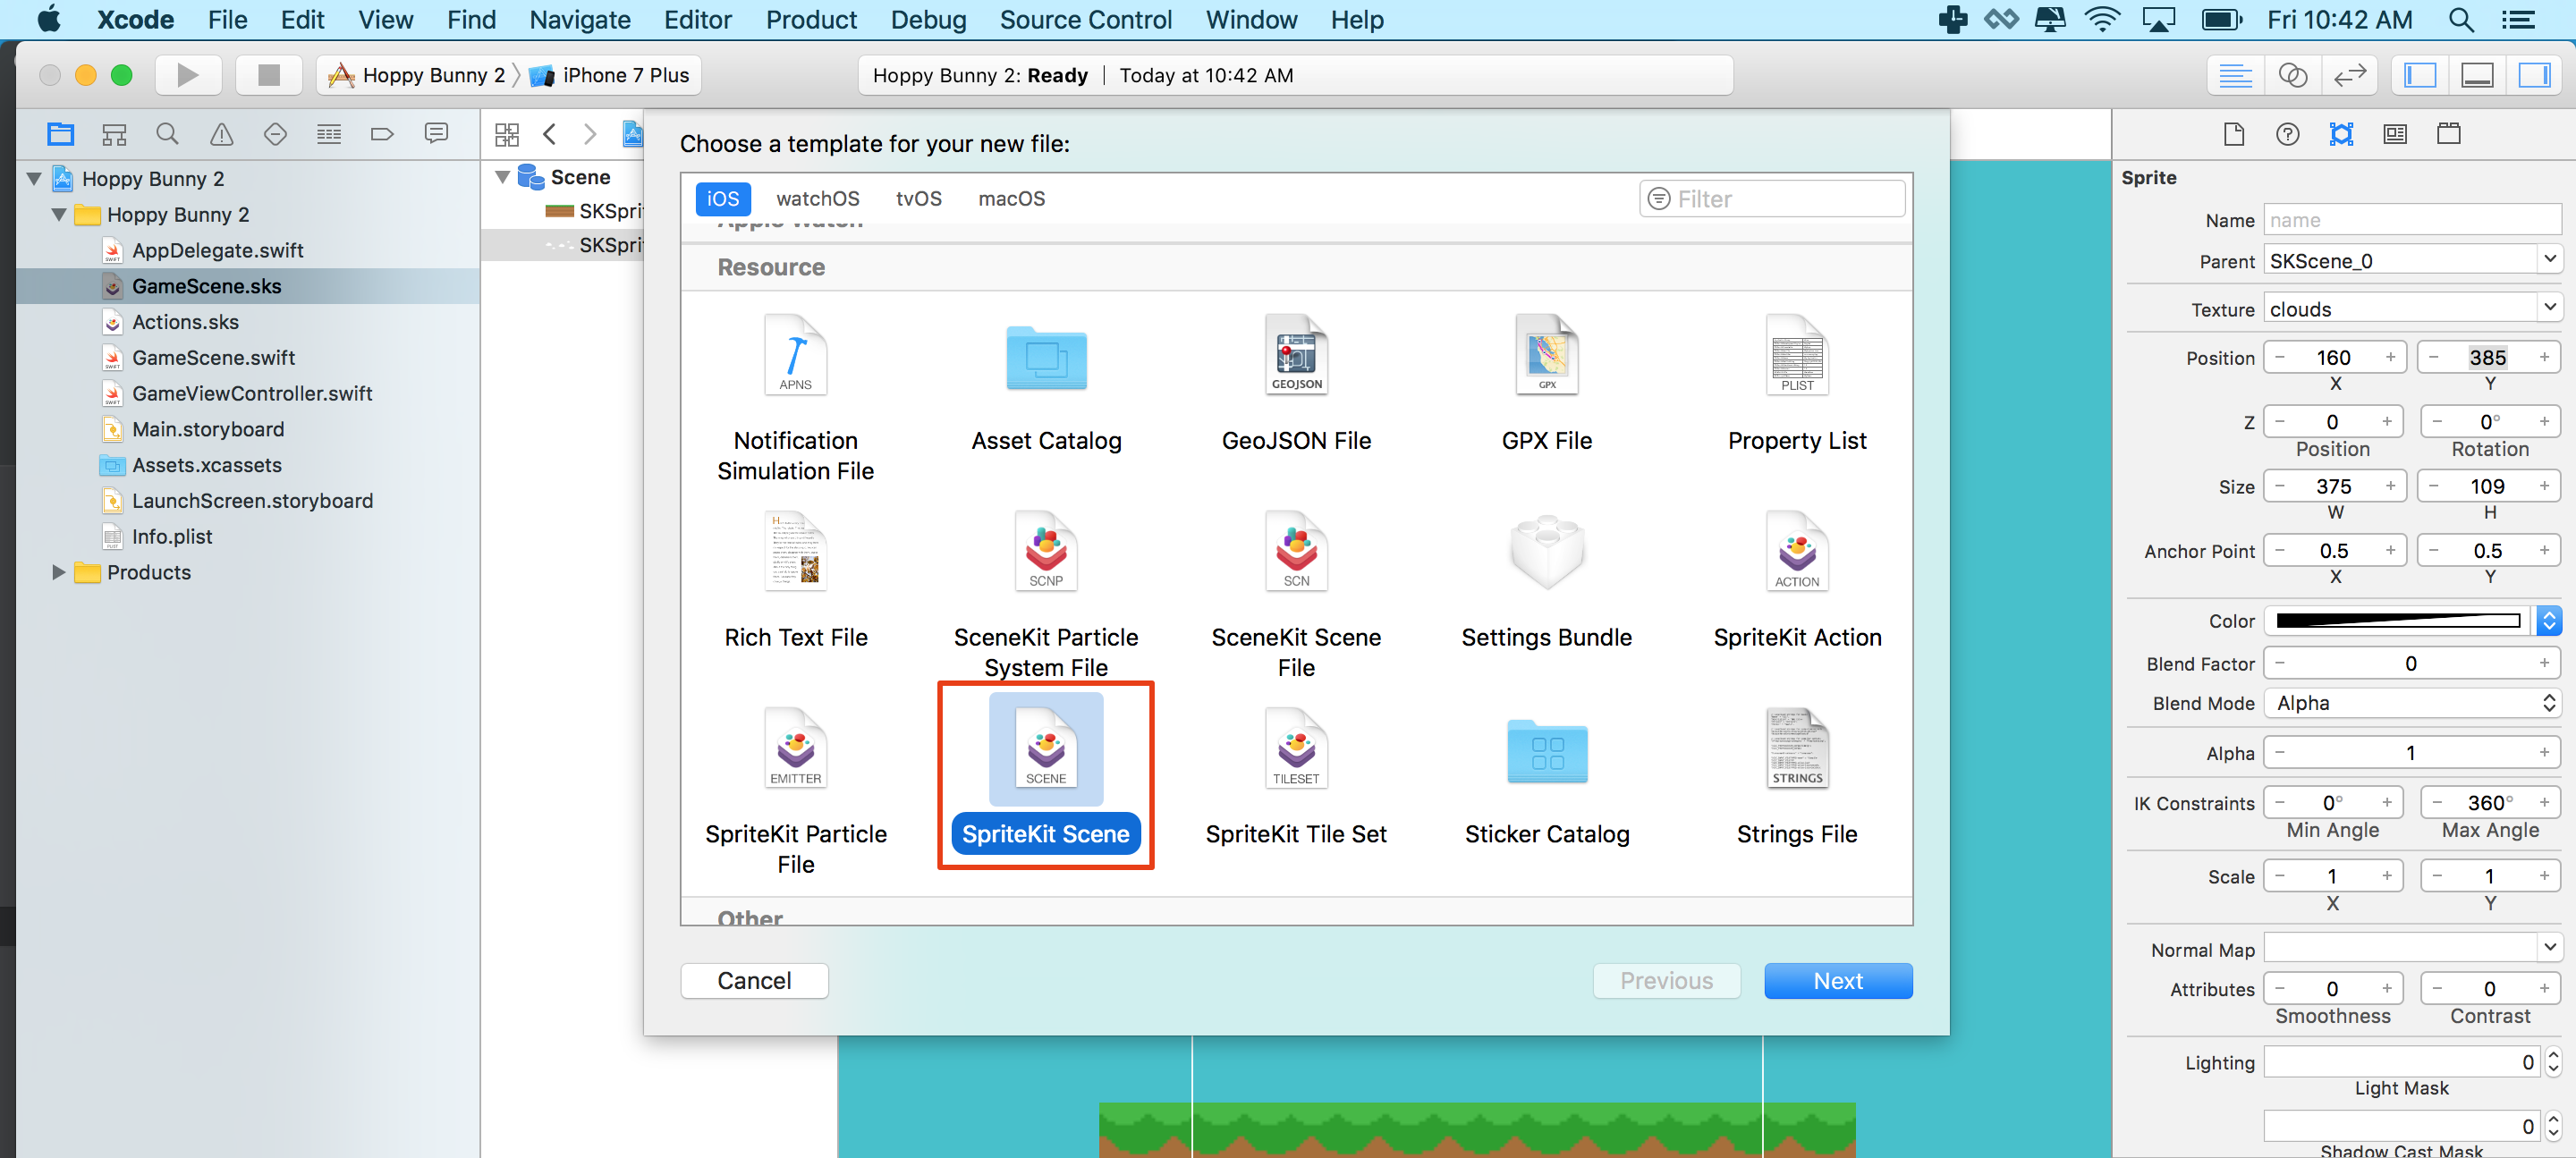 Xcode File Edit View Find Navigate Editor Product Debug Source Control Window Help Fri 10:42 AM
Hoppy Bunny 2 iPhone 7 Plus Hoppy Bunny 2: Ready Today at 10:42 AM
Hoppy Bunny 2
Hoppy Bunny 2
AppDelegate.swift
GameScene.sks
Actions.sks
GameScene.swift
GameViewController.swift
Main.storyboard
Assets.xcassets
LaunchScreen.storyboard
Info.plist
Products
Scene
SKSprit
SKSprit
Choose a template for your new file:
iOS watchOS tvOS macOS Filter
Apple Watch
Resource
APNS GEOJSON GPX PLIST
Notification Asset Catalog GeoJSON File GPX File Property List
Simulation File
SCNP SCN ACTION
Rich Text File SceneKit Particle SceneKit Scene Settings Bundle SpriteKit Action
System File File
EMITTER SCENE TILESET STRINGS
SpriteKit Particle SpriteKit Scene SpriteKit Tile Set Sticker Catalog Strings File
File
Other
Cancel Previous Next
Sprite
Name name
Parent SKScene_0
Texture clouds
Position - 160 + - 385 +
X Y
Z - 0 + - 0° +
Position Rotation
Size - 375 + - 109 +
W H
Anchor Point - 0.5 + - 0.5 +
X Y
Color
Blend Factor - 0 +
Blend Mode Alpha
Alpha - 1 +
IK Constraints - 0° + - 360° +
Min Angle Max Angle
Scale - 1 + - 1 +
X Y
Normal Map
Attributes - 0 + - 0 +
Smoothness Contrast
Lighting 0
Light Mask
0
Shadow Cast Mask